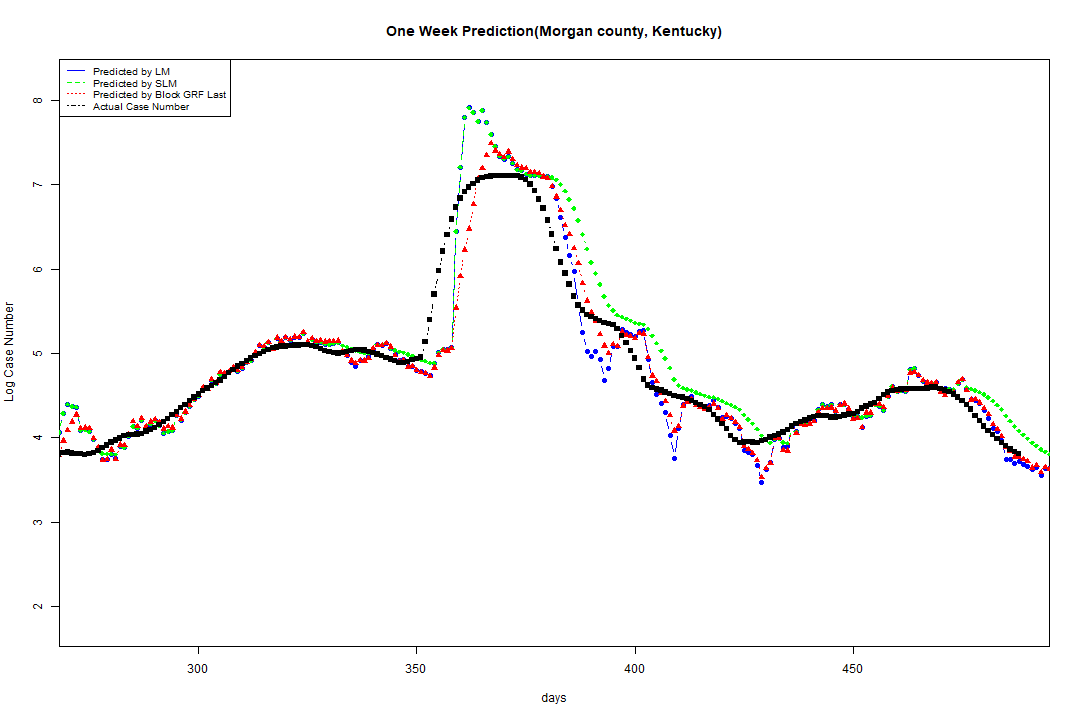 One Week Prediction(Morgan county, Kentucky)
Predicted by LM
Predicted by SLM
Predicted by Block GRF Last
Actual Case Number
8
7
6
5
4
3
2
Log Case Number
300
350
400
450
days